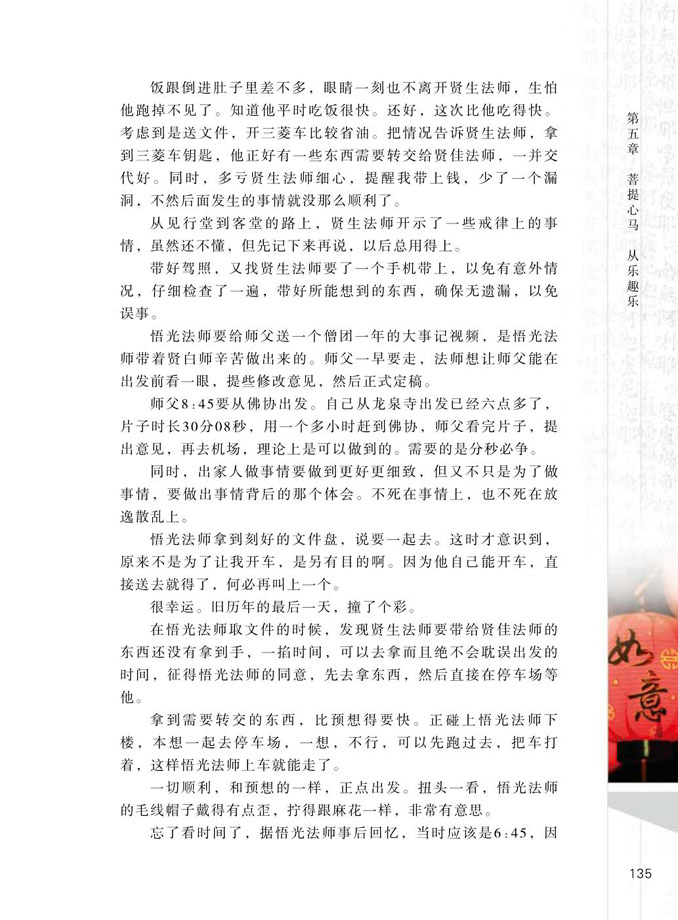 饭跟倒进肚子里差不多，眼睛一刻也不离开贤生法师，生怕
他跑掉不见了。知道他平时吃饭很快。还好，这次比他吃得快。
考虑到是送文件，开三菱车比较省油。把情况告诉贤生法师，拿
到三菱车钥匙，他正好有一些东西需要转交给贤佳法师，一并交
代好。同时，多亏贤生法师细心，提醒我带上钱，少了一个漏
洞，不然后面发生的事情就没那么顺利了。
从见行堂到客堂的路上，贤生法师开示了一些戒律上的事
情，虽然还不懂，但先记下来再说，以后总用得上。
带好驾照，又找贤生法师要了一个手机带上，以免有意外情
况，仔细检查了一遍，带好所能想到的东西，确保无遗漏，以免
误事。
悟光法师要给师父送一个僧团一年的大事记视频，是悟光法
师带着贤白师辛苦做出来的。师父一早要走，法师想让师父能在
出发前看一眼，提些修改意见，然后正式定稿。
师父8:45要从佛协出发。自己从龙泉寺出发已经六点多了，
片子时长30分08秒，用一个多小时赶到佛协，师父看完片子，提
出意见，再去机场，理论上是可以做到的。需要的是分秒必争。
同时，出家人做事情要做到更好更细致，但又不只是为了做
事情，要做出事情背后的那个体会。不死在事情上，也不死在放
逸散乱上。
悟光法师拿到刻好的文件盘，说要一起去。这时才意识到，
原来不是为了让我开车，是另有目的啊。因为他自己能开车，直
接送去就得了，何必再叫上一个。
很幸运。旧历年的最后一天，撞了个彩。
在悟光法师取文件的时候，发现贤生法师要带给贤佳法师的
东西还没有拿到手，一掐时间，可以去拿而且绝不会耽误出发的
时间，征得悟光法师的同意，先去拿东西，然后直接在停车场等
他。
拿到需要转交的东西，比预想得要快。正碰上悟光法师下
楼，本想一起去停车场，一想，不行，可以先跑过去，把车打
着，这样悟光法师上车就能走了。
一切顺利，和预想的一样，正点出发。扭头一看，悟光法师
的毛线帽子戴得有点歪，拧得跟麻花一样，非常有意思。
忘了看时间了，据悟光法师事后回忆，当时应该是6:45，因
第五章 菩提心马 从乐趣乐
如意
135